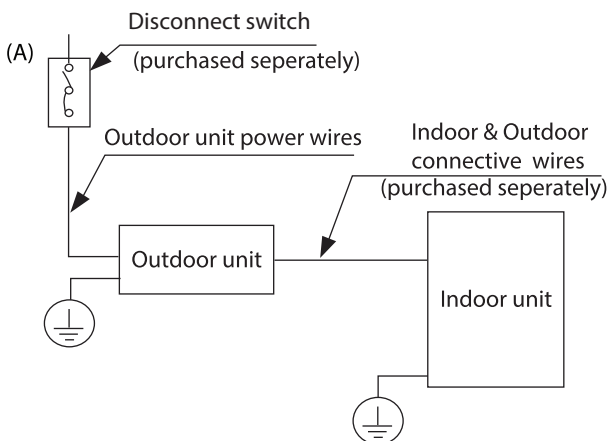 Disconnect switch
(A)
(purchased seperately)
Outdoor unit power wires
Indoor & Outdoor
connective wires
(purchased seperately)
Outdoor unit
Indoor unit